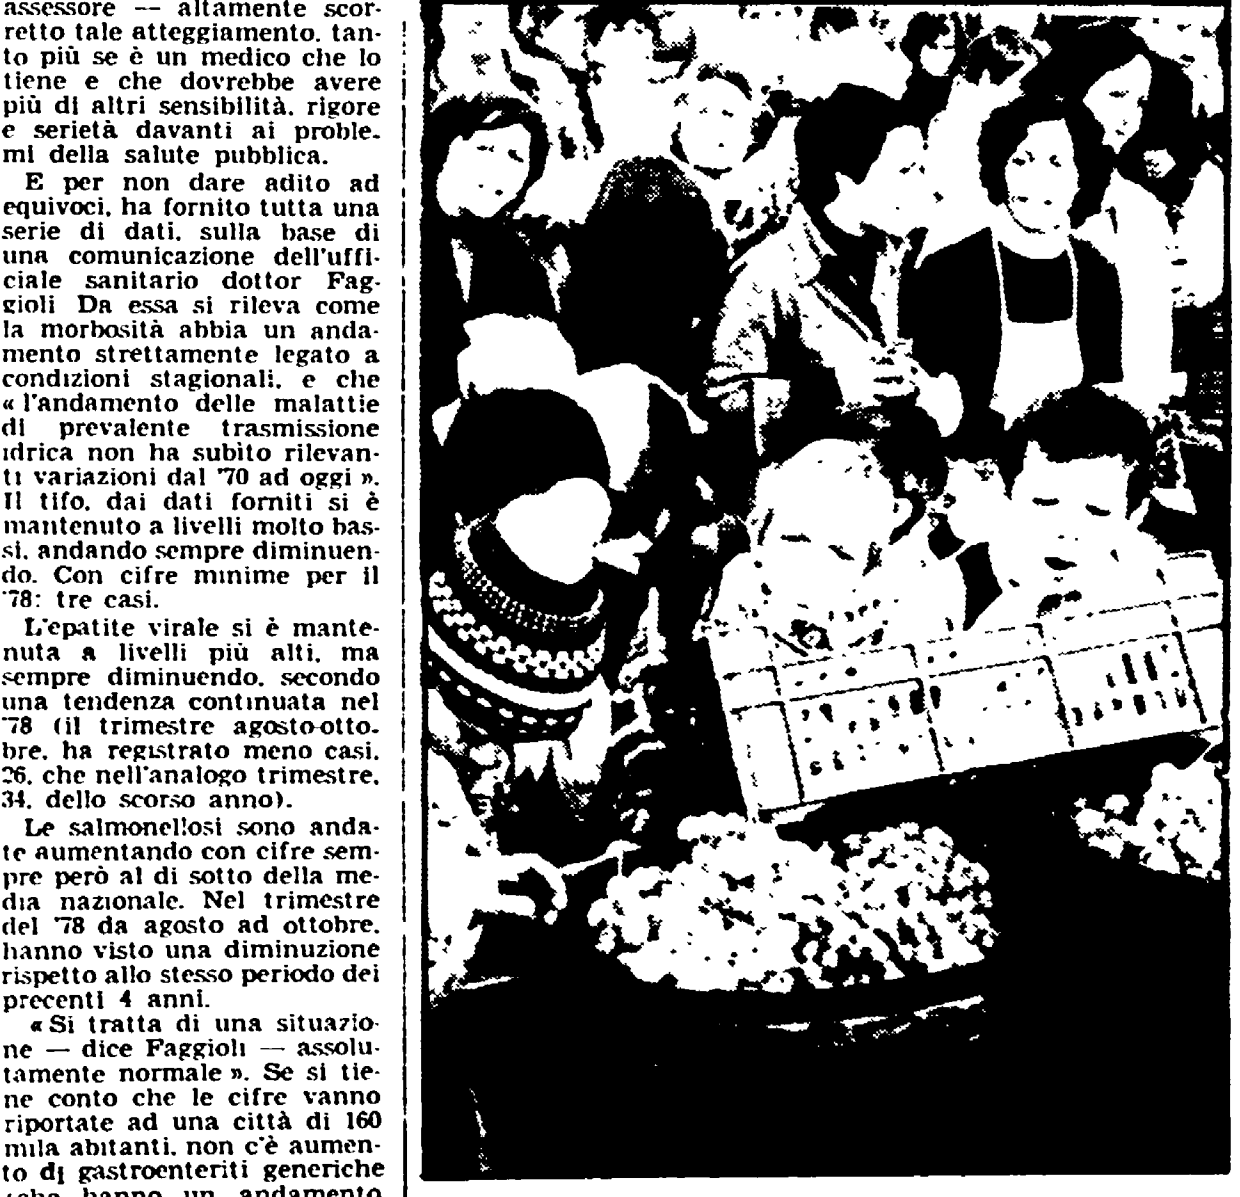 assessore — altamente scor-
retto tale atteggiamento, tan-
to più se è un medico che lo
tiene e che dovrebbe avere
più di altri sensibilità, rigore
e serietà davanti ai proble-
mi della salute pubblica.
E per non dare adito ad
equivoci, ha fornito tutta una
serie di dati, sulla base di
una comunicazione dell'uffi-
ciale sanitario dottor Fag-
gioli Da essa si rileva come
la morbosità abbia un anda-
mento strettamente legato a
condizioni stagionali, e che
« l'andamento delle malattie
di prevalente trasmissione
idrica non ha subito rilevan-
ti variazioni dal '70 ad oggi ».
Il tifo, dai dati forniti si è
mantenuto a livelli molto bas-
si, andando sempre diminuen-
do. Con cifre minime per il
'78: tre casi.
L'epatite virale si è mante-
nuta a livelli più alti, ma
sempre diminuendo, secondo
una tendenza continuata nel
'78 (il trimestre agosto-otto-
bre, ha registrato meno casi,
26, che nell'analogo trimestre,
34, dello scorso anno).
Le salmonellosi sono anda-
te aumentando con cifre sem-
pre però al di sotto della me-
dia nazionale. Nel trimestre
del '78 da agosto ad ottobre,
hanno visto una diminuzione
rispetto allo stesso periodo dei
precenti 4 anni.
« Si tratta di una situazio-
ne — dice Faggioli — assolu-
tamente normale ». Se si tie-
ne conto che le cifre vanno
riportate ad una città di 160
mila abitanti, non c'è aumen-
to di gastroenteriti generiche
(che hanno un andamento